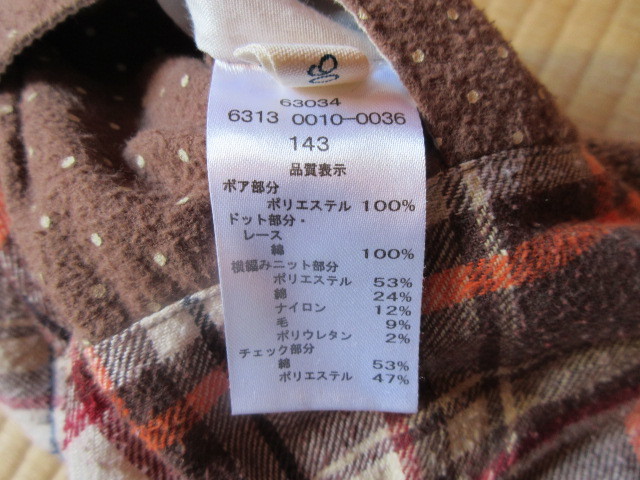 63034
6313 0010-0036
143
品質表示
ボア部分
ポリエステル 100%
ドット部分・
レース
綿 100%
横編みニット部分
ポリエステル 53%
綿 24%
ナイロン 12%
毛 9%
ポリウレタン 2%
チェック部分
綿 53%
ポリエステル 47%